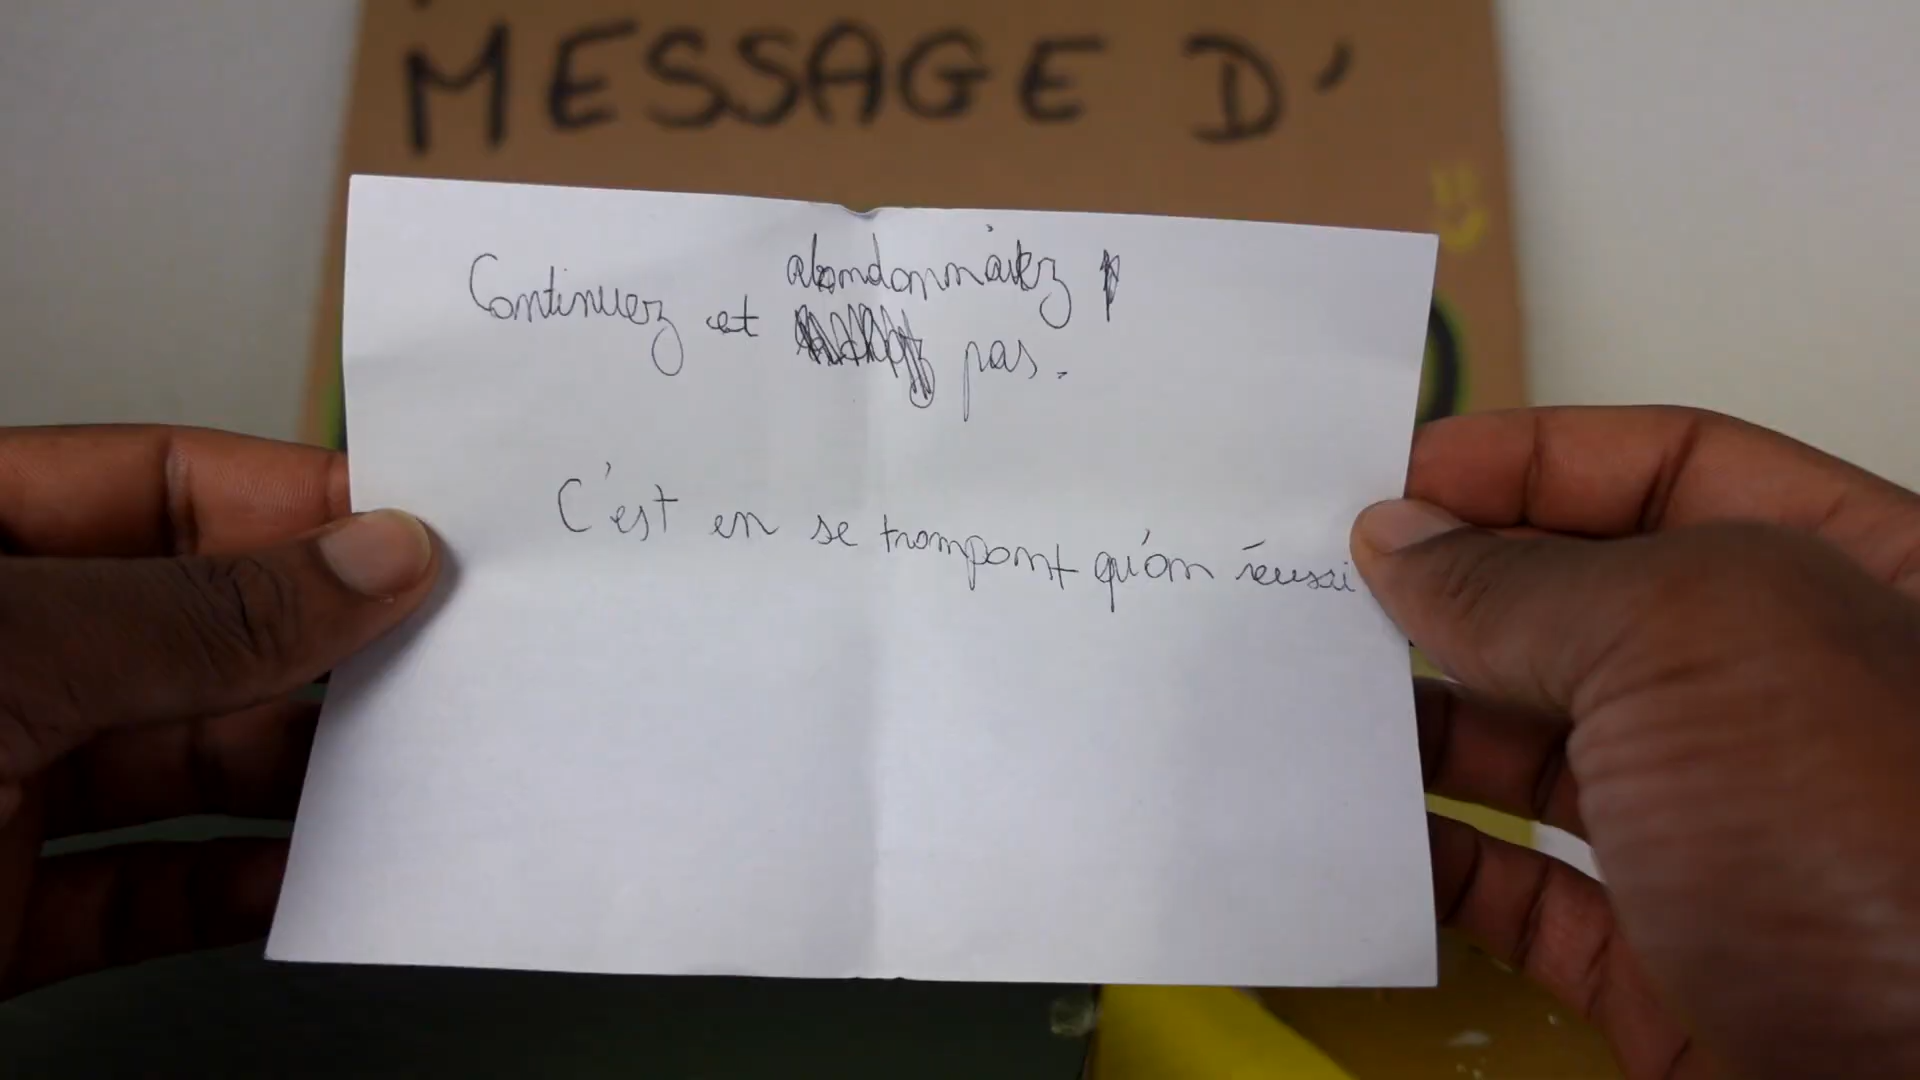 MESSAGE D'
Continuez et abandonnez pas.
C'est en se trompant qu'on réussi